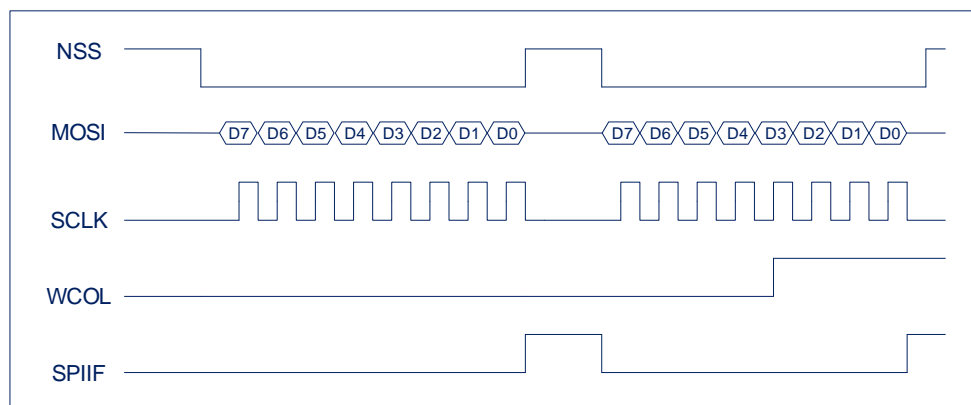 NSS
MOSI D7 D6 D5 D4 D3 D2 D1 D0 D7 D6 D5 D4 D3 D2 D1 D0
SCLK
WCOL
SPIIF